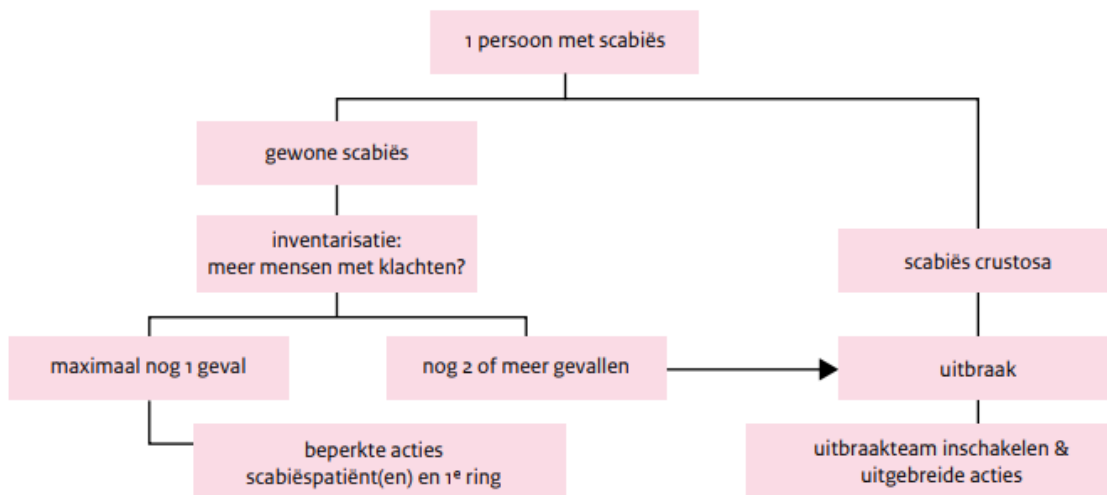 1 persoon met scabiës
gewone scabiës
inventarisatie:
meer mensen met klachten?
scabiës crustosa
maximaal nog 1 geval
nog 2 of meer gevallen
uitbraak
beperkte acties
scabiëspatiënt(en) en 1ᵉ ring
uitbraakteam inschakelen &
uitgebreide acties